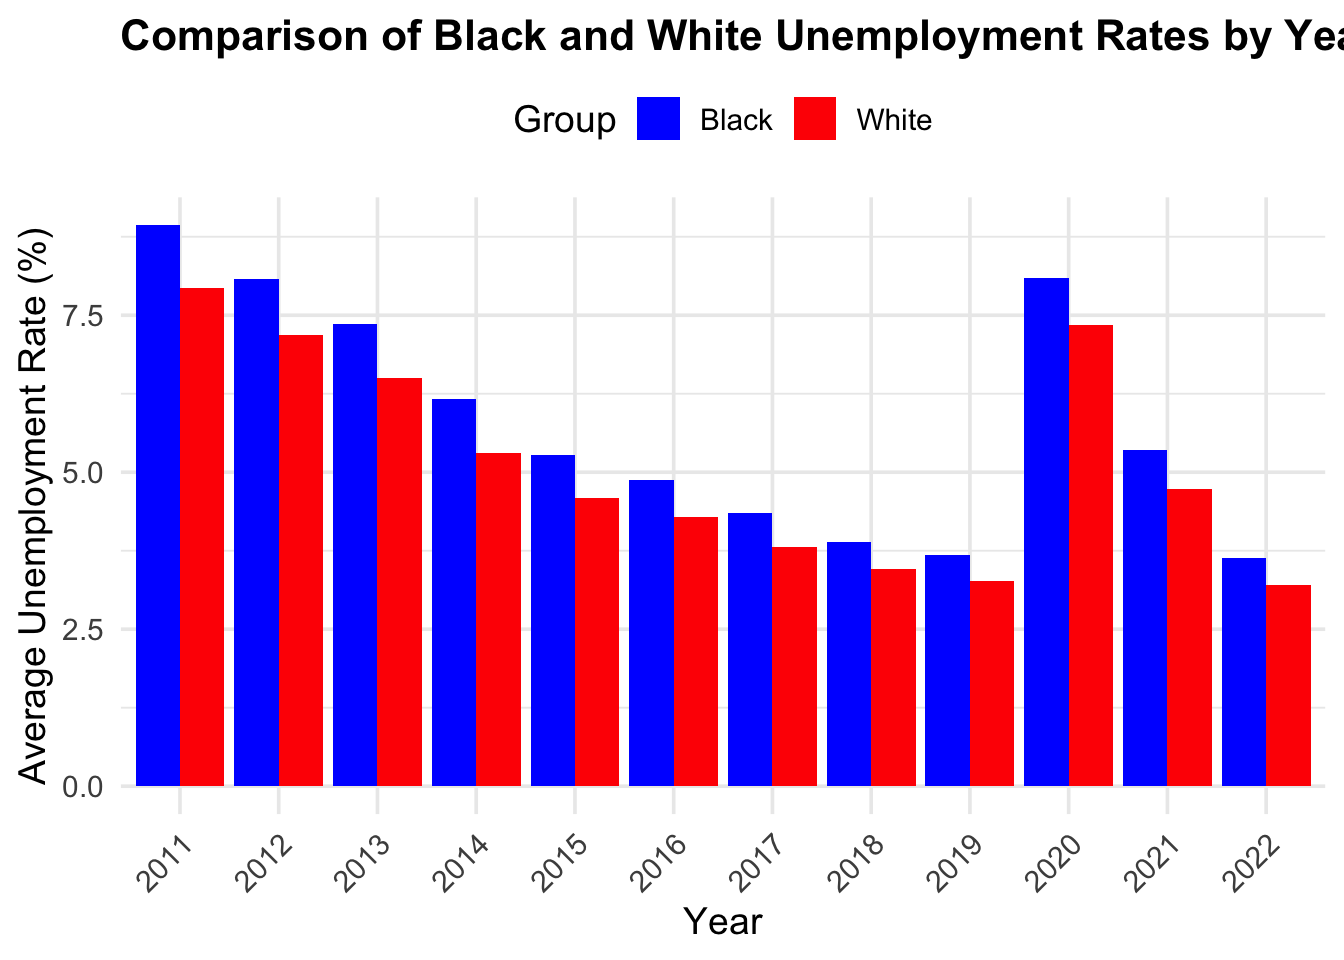 Comparison of Black and White Unemployment Rates by Yea
Group Black White
Average Unemployment Rate (%)
7.5
5.0
2.5
0.0
2011 2012 2013 2014 2015 2016 2017 2018 2019 2020 2021 2022
Year